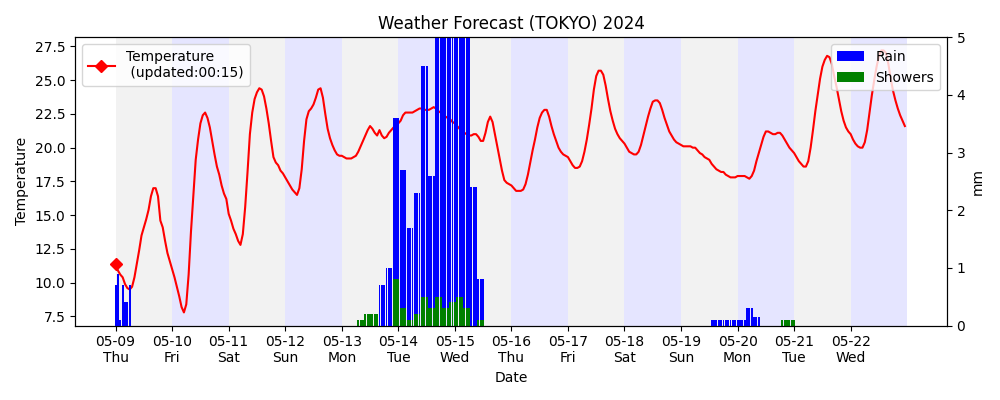 Weather Forecast (TOKYO) 2024
Temperature
(updated:00:15)
Rain
Showers
Temperature
27.5
25.0
22.5
20.0
17.5
15.0
12.5
10.0
7.5
5
4
3
2
1
0
mm
05-09 05-10 05-11 05-12 05-13 05-14 05-15 05-16 05-17 05-18 05-19 05-20 05-21 05-22
Thu Fri Sat Sun Mon Tue Wed Thu Fri Sat Sun Mon Tue Wed
Date